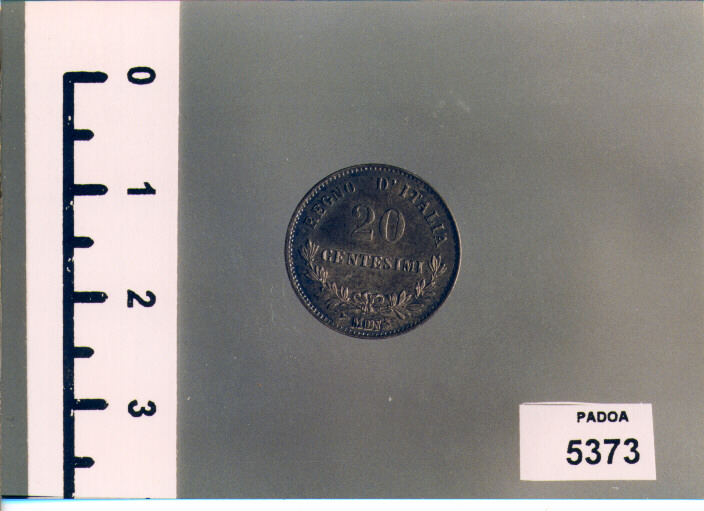 0
1
2
3
REGNO D'ITALIA
20
CENTESIMI
PADOA
5373